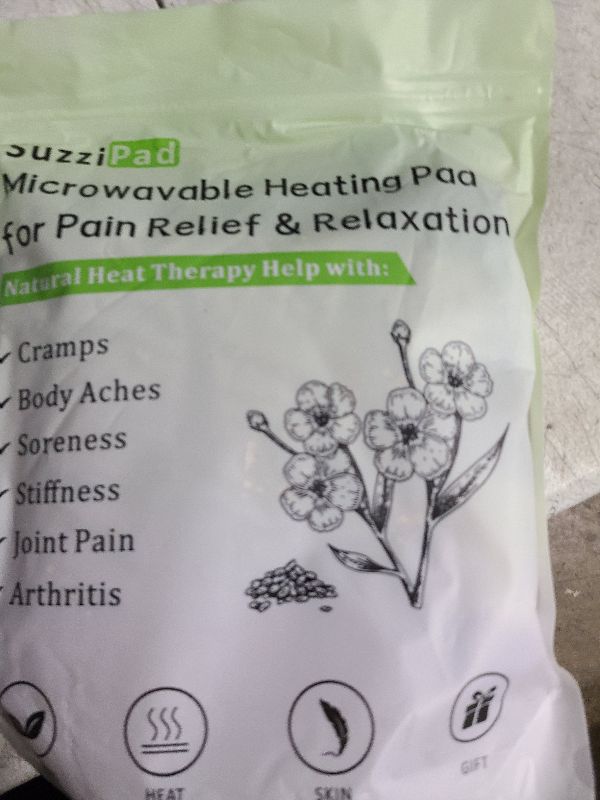 SuzziPad
Microwavable Heating Pad
for Pain Relief & Relaxation
Natural Heat Therapy Help with:
Cramps
Body Aches
Soreness
Stiffness
Joint Pain
Arthritis
HEAT
SKIN
GIFT